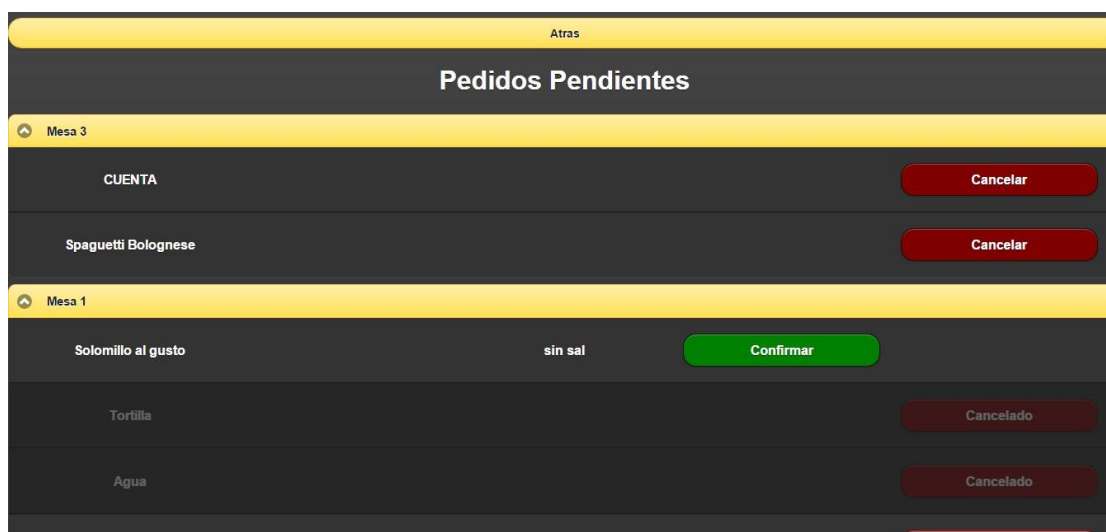 Atras
Pedidos Pendientes
Mesa 3
CUENTA Cancelar
Spaguetti Bolognese Cancelar
Mesa 1
Solomillo al gusto sin sal Confirmar
Tortilla Cancelado
Agua Cancelado